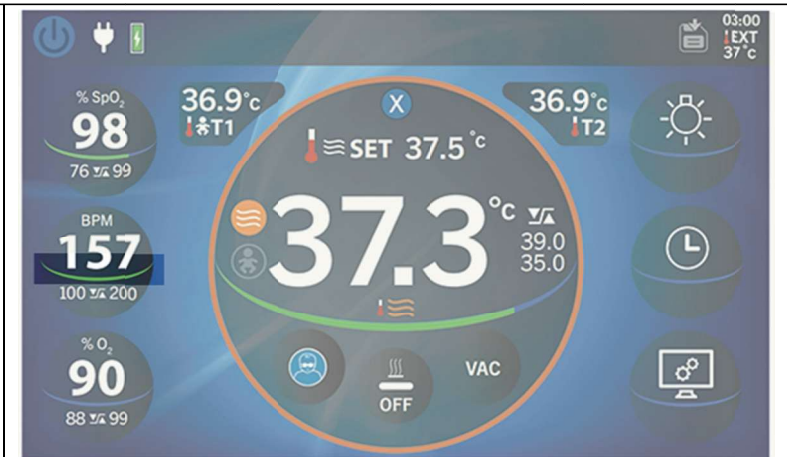 03:00
EXT
37°C
% SpO₂
98
76 99
BPM
157
100 200
% O₂
90
88 99
36.9°C
T1
X
SET 37.5 °C
37.3 °C
39.0
35.0
OFF
VAC
36.9°C
T2